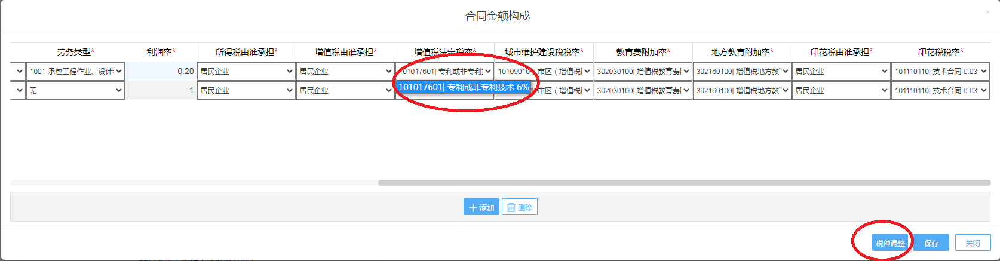 合同金额构成
×
劳务类型* 利润率* 所得税由谁承担* 增值税由谁承担* 增值税法定税率* 城市维护建设税税率* 教育费附加率* 地方教育附加率* 印花税由谁承担* 印花税税率*
1001-承包工程作业、设计 0.20 居民企业 居民企业 101017601| 专利或非专利 10109010 市区（增值税 302030100| 增值税教育费 302160100| 增值税地方教 居民企业 101110110| 技术合同 0.03%
101017601| 专利或非专利技术 6%
无 1 居民企业 居民企业 市区（增值税 302030100| 增值税教育费 302160100| 增值税地方教 居民企业 101110110| 技术合同 0.03%
添加 删除
税种调整 保存 关闭